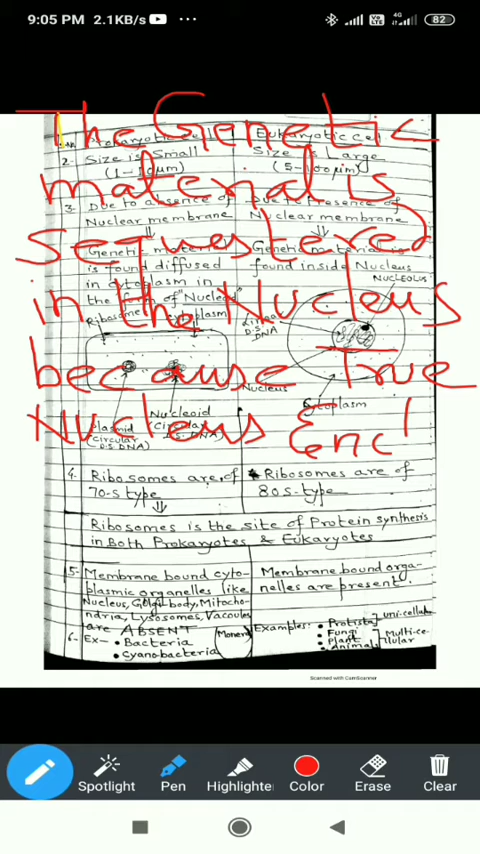 9:05 PM 2.1KB/s 4G 82
The Genetic
material is
Sequestered
in the Nucleus
because True
Nucleus Encl
Prokaryotic cell Eukaryotic cell
2. Size is Small Size is Large
(1-10μm) (5-100μm)
3. Due to absence of Due to presence of
Nuclear membrane Nuclear membrane
Genetic material Genetic material is
is found diffused found inside Nucleus
in cytoplasm in NUCLEOLUS
the form of "Nucleoid"
Ribosome cytoplasm
D.S. DNA
Nucleus
Cytoplasm
Plasmid Nucleoid
(circular (circular
D.S DNA) D.S: DNA)
4. Ribosomes are of Ribosomes are of
70-S type 80S-type
Ribosomes is the site of Protein synthesis
in Both Prokaryotes & Eukaryotes
5- Membrane bound cyto- Membrane bound orga-
plasmic organelles like nelles are present.
Nucleus, Golgi body, Mitocho-
ndria, Lysosomes, Vacuoles
are ABSENT
6- Ex- • Bacteria Monera Examples: • Protista uni-cellular
• Cyanobacteria • Fungi Multi-ce-
• Plant llular
• Animal
Scanned with CamScanner
Spotlight Pen Highlighter Color Erase Clear